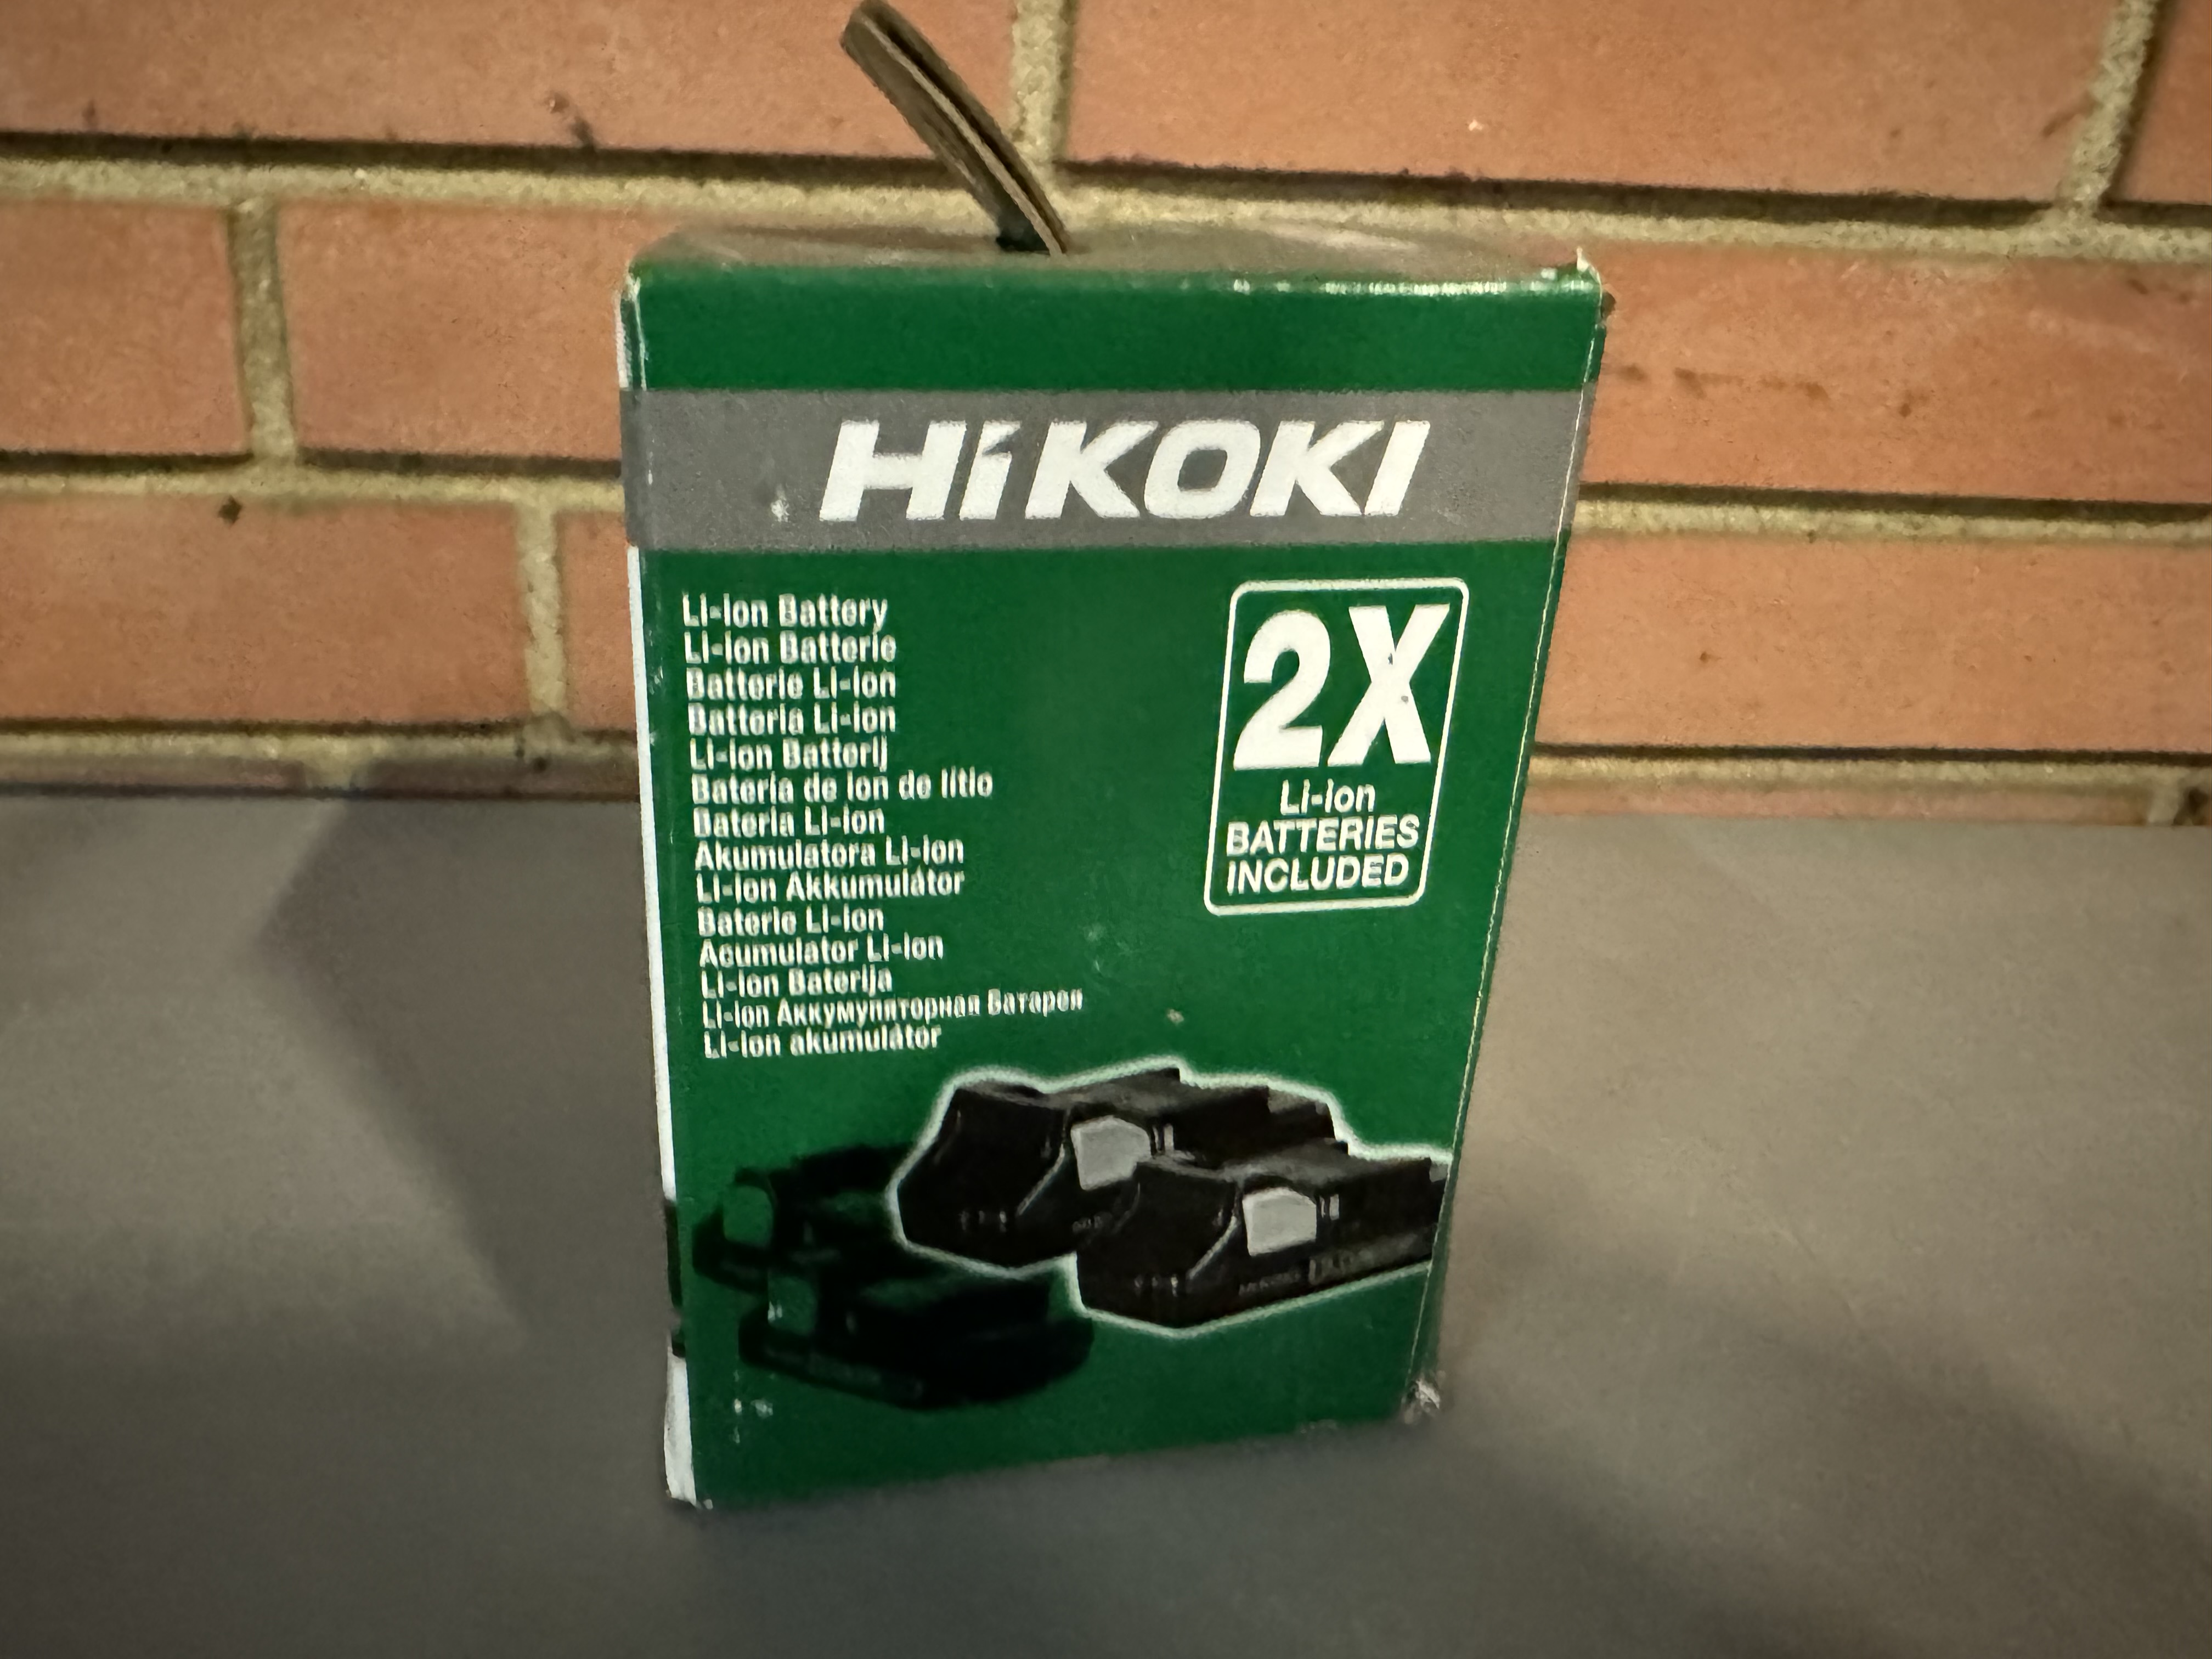 HiKOKI
Li-ion Battery
Li-ion Batterie
Batterie Li-ion
Batteria Li-ion
Li-ion Batterij
Batería de ion de litio
Bateria Li-ion
Akumulatora Li-ion
Li-ion Akkumulátor
Baterie Li-ion
Acumulator Li-ion
Li-ion Baterija
Li-ion Аккумуляторная Батарея
Li-ion akumulátor
2X
Li-ion
BATTERIES
INCLUDED
HiKOKI